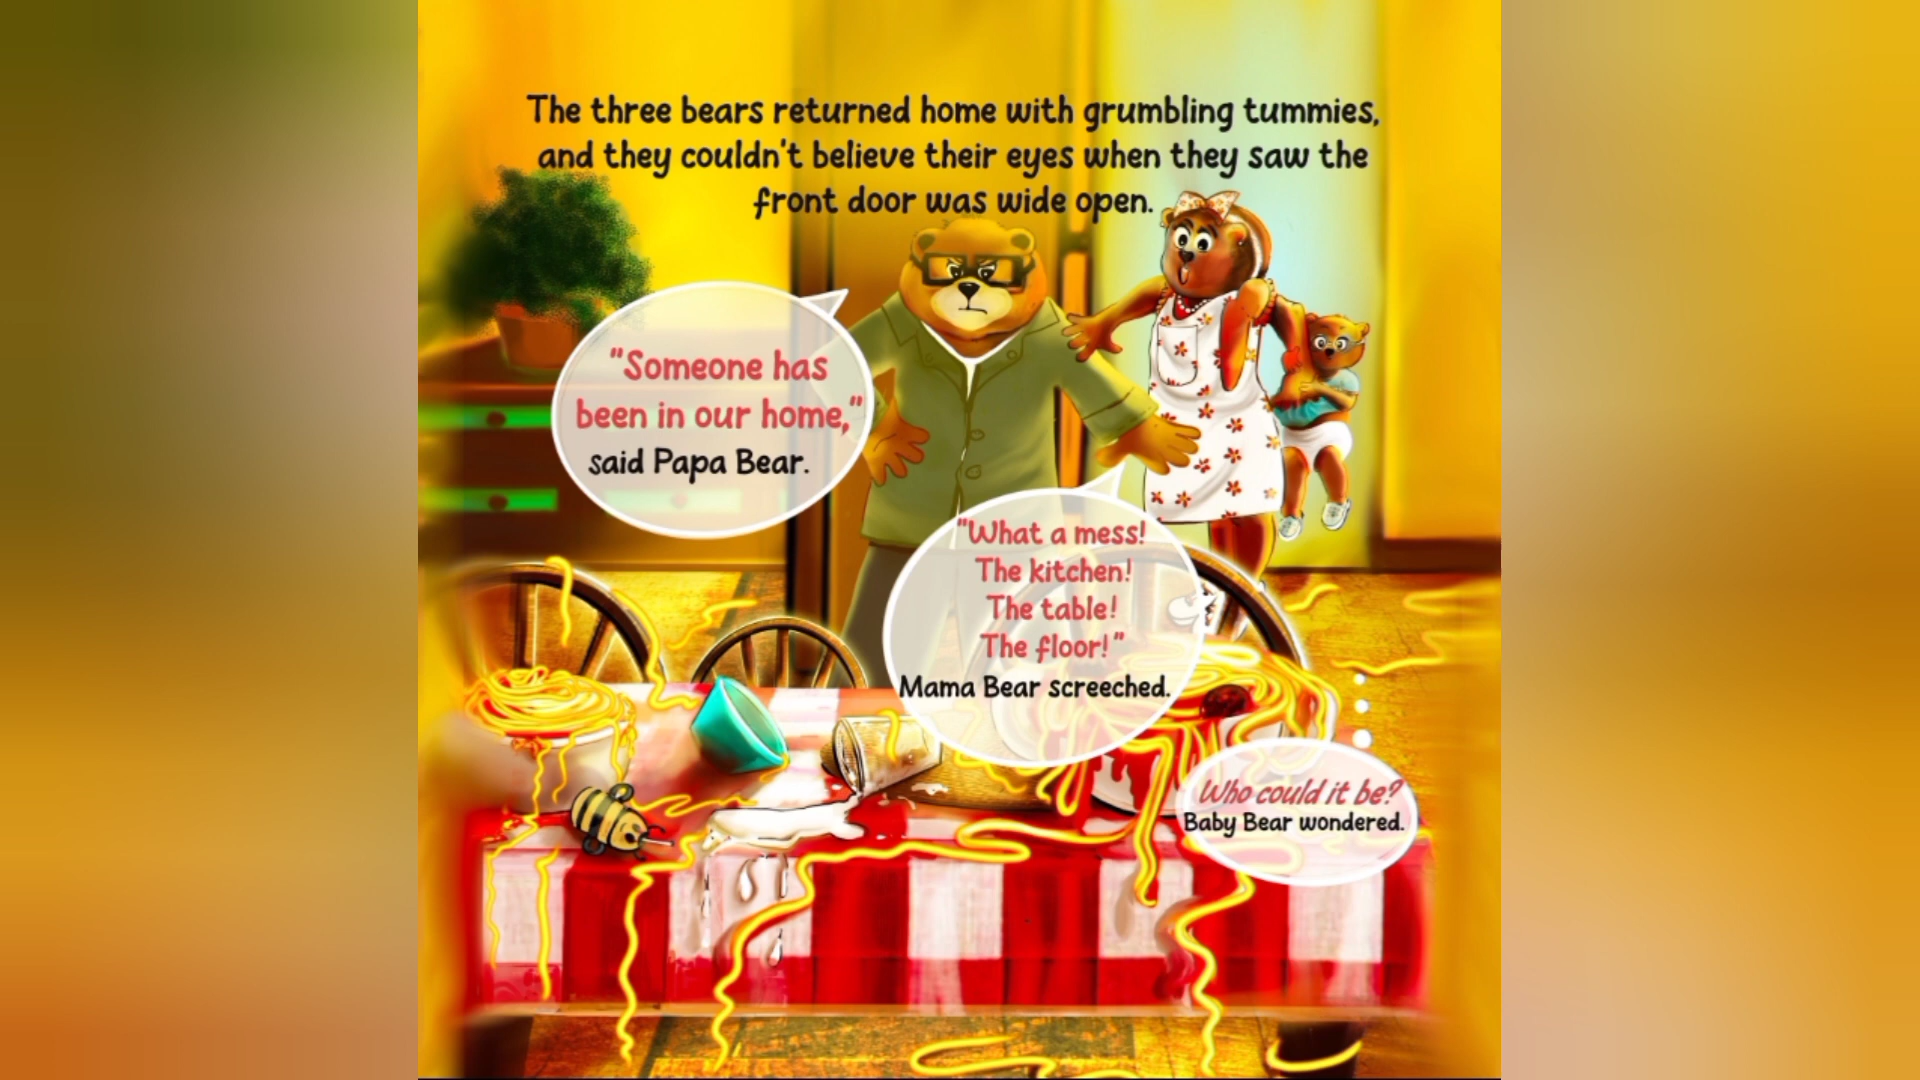 The three bears returned home with grumbling tummies,
and they couldn't believe their eyes when they saw the
front door was wide open.
"Someone has
been in our home,"
said Papa Bear.
"What a mess!
The kitchen!
The table!
The floor!"
Mama Bear screeched.
Who could it be?
Baby Bear wondered.